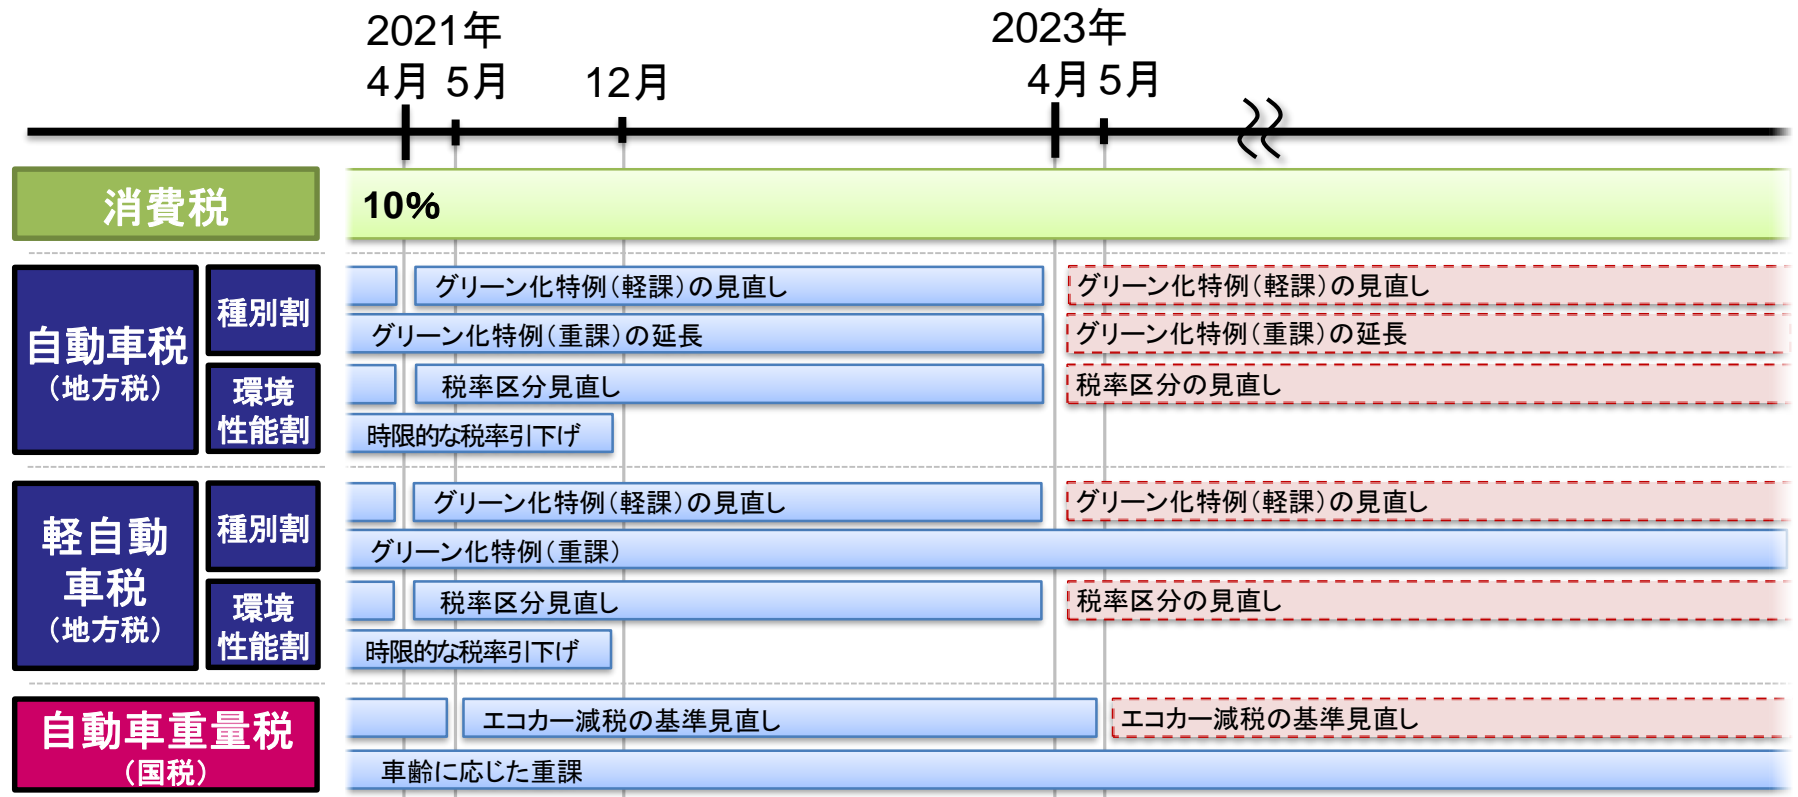 2021年
4月 5月 12月
2023年
4月 5月
消費税
10%
自動車税
（地方税）
種別割
グリーン化特例（軽課）の見直し
グリーン化特例（軽課）の見直し
グリーン化特例（重課）の延長
グリーン化特例（重課）の延長
環境
性能割
税率区分見直し
税率区分の見直し
時限的な税率引下げ
軽自動
車税
（地方税）
種別割
グリーン化特例（軽課）の見直し
グリーン化特例（軽課）の見直し
グリーン化特例（重課）
環境
性能割
税率区分見直し
税率区分の見直し
時限的な税率引下げ
自動車重量税
（国税）
エコカー減税の基準見直し
エコカー減税の基準見直し
車齢に応じた重課